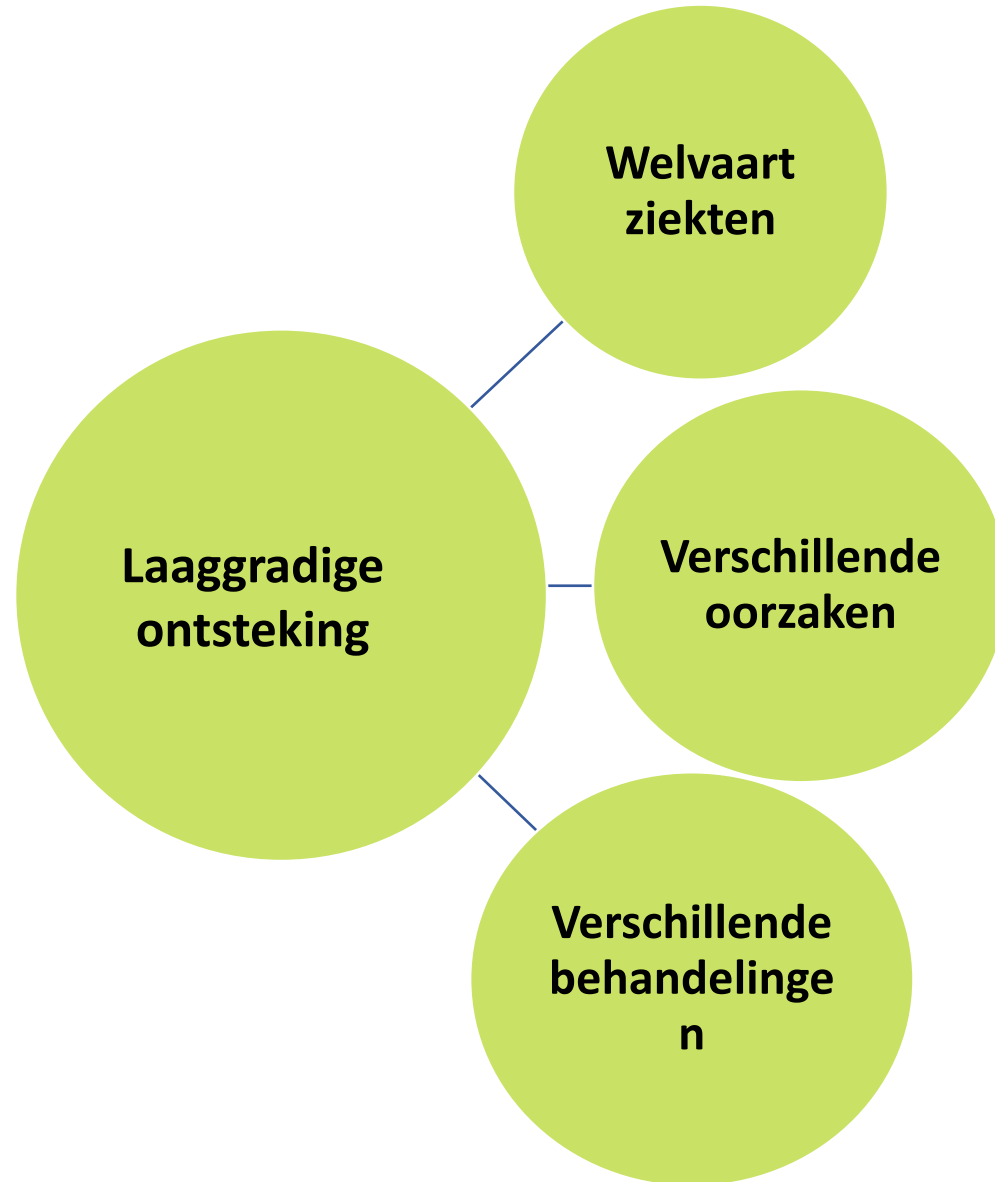 Welvaart
ziekten
Laaggradige
ontsteking
Verschillende
oorzaken
Verschillende
behandelinge
n